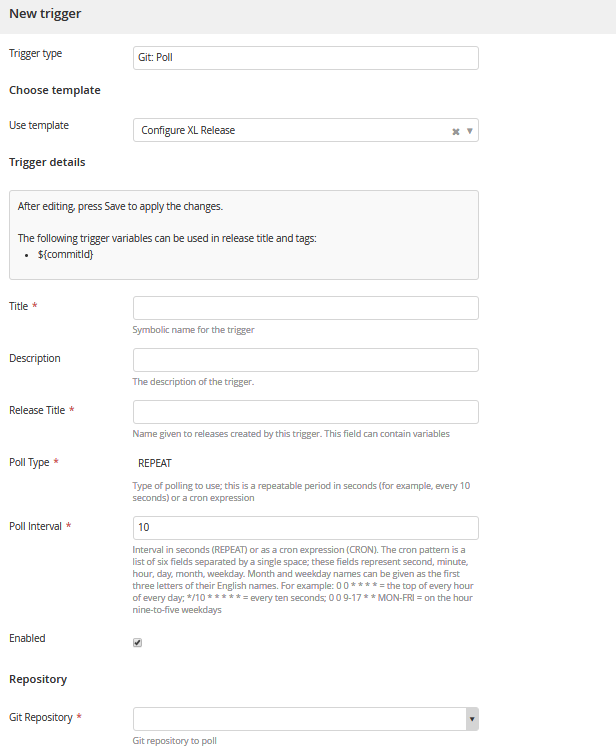 New trigger
Trigger type
Git: Poll
Choose template
Use template
Configure XL Release
Trigger details
After editing, press Save to apply the changes.
The following trigger variables can be used in release title and tags:
• ${commitId}
Title *
Symbolic name for the trigger
Description
The description of the trigger.
Release Title *
Name given to releases created by this trigger. This field can contain variables
Poll Type *
REPEAT
Type of polling to use; this is a repeatable period in seconds (for example, every 10
seconds) or a cron expression
Poll Interval *
10
Interval in seconds (REPEAT) or as a cron expression (CRON). The cron pattern is a
list of six fields separated by a single space; these fields represent second, minute,
hour, day, month, weekday. Month and weekday names can be given as the first
three letters of their English names. For example: 0 0 * * * * = the top of every hour
of every day; */10 * * * * * = every ten seconds; 0 0 9-17 * * MON-FRI = on the hour
nine-to-five weekdays
Enabled
Repository
Git Repository *
Git repository to poll